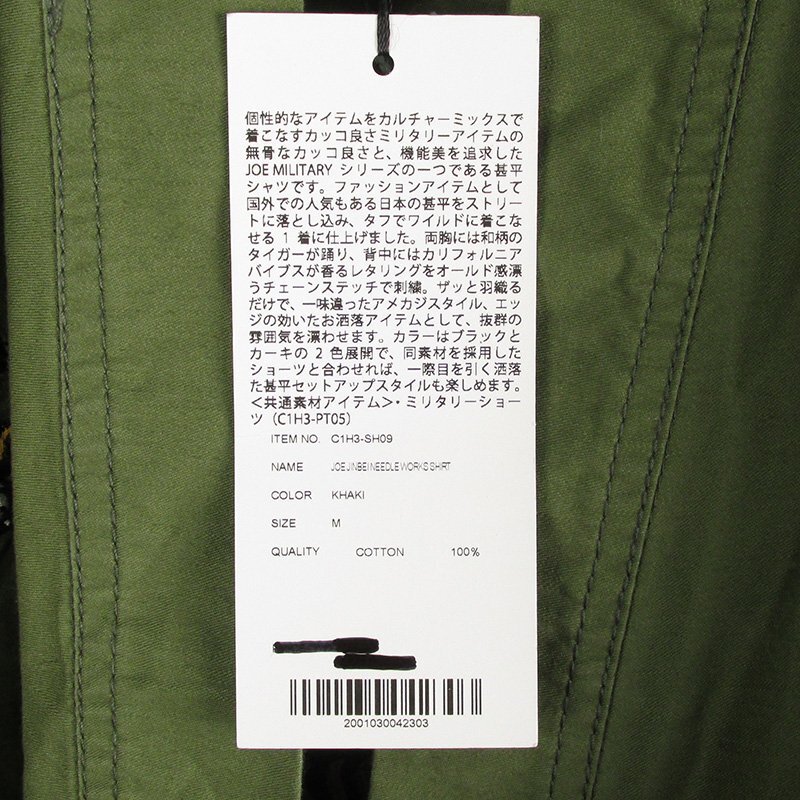 個性的なアイテムをカルチャーミックスで
着こなすカッコ良さミリタリーアイテムの
無骨なカッコ良さと、機能美を追求した
JOE MILITARY シリーズの一つである甚平
シャツです。ファッションアイテムとして
国外での人気もある日本の甚平をストリー
トに落とし込み、タフでワイルドに着こな
せる 1 着に仕上げました。両胸には和柄の
タイガーが踊り、背中にはカリフォルニア
バイブスが香るレタリングをオールド感漂う
チェーンステッチで刺繍。ザッと羽織る
だけで、一味違ったアメカジスタイル、エッ
ジの効いたお洒落アイテムとして、抜群の
雰囲気を漂わせます。カラーはブラックと
カーキの 2 色展開で、同素材を採用した
ショーツと合わせれば、一際目を引く洒落
た甚平セットアップスタイルも楽しめます。
＜共通素材アイテム＞・ミリタリーショー
ツ（C1H3-PT05）
ITEM NO. C1H3-SH09
NAME JOE JINBEI NEEDLE WORKS SHIRT
COLOR KHAKI
SIZE M
QUALITY COTTON 100%
2001030042303